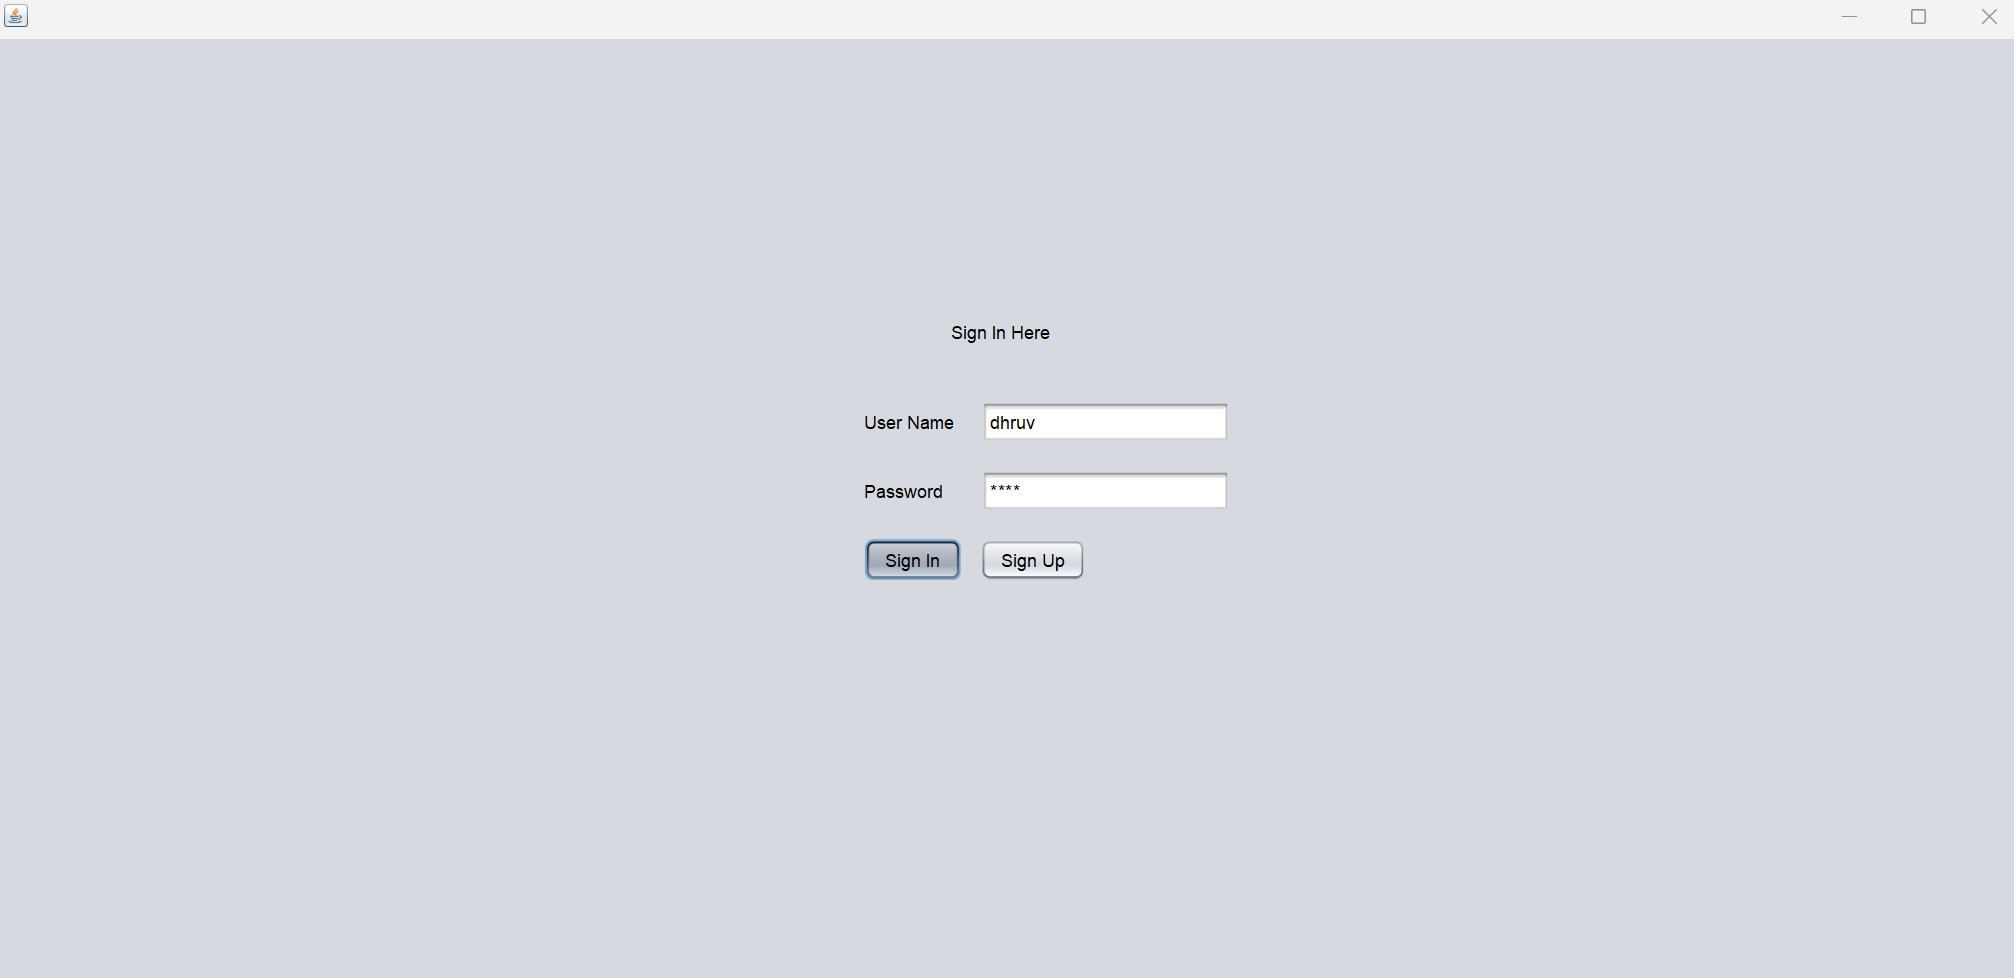 Sign In Here
User Name dhruv
Password ****
Sign In Sign Up